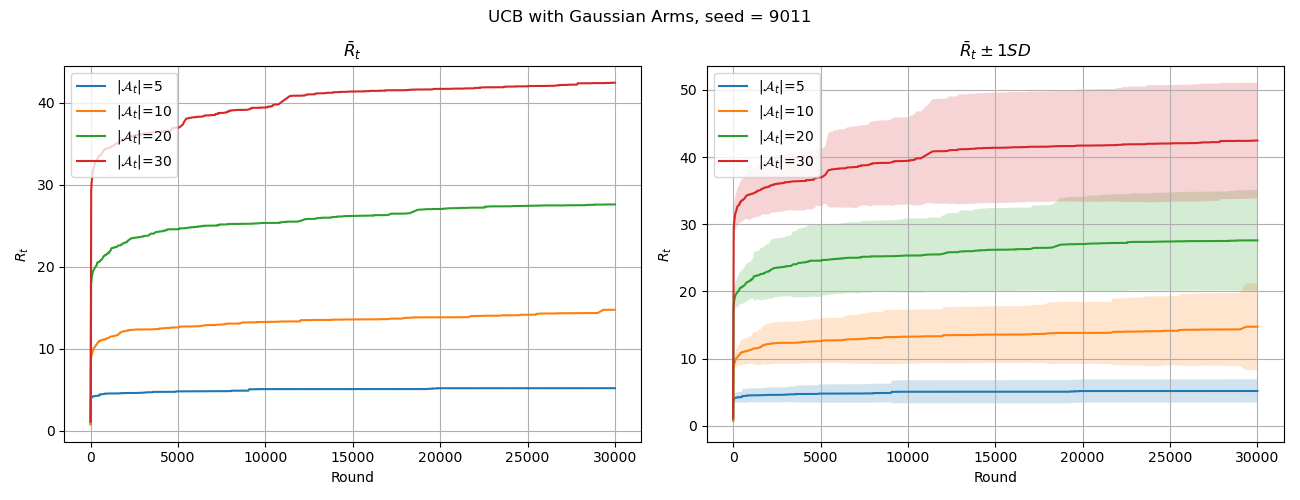 UCB with Gaussian Arms, seed = 9011
R̄ₜ
|𝒜ₜ|=5
|𝒜ₜ|=10
|𝒜ₜ|=20
|𝒜ₜ|=30
Rₜ
40
30
20
10
0
0 5000 10000 15000 20000 25000 30000
Round
R̄ₜ ± 1SD
|𝒜ₜ|=5
|𝒜ₜ|=10
|𝒜ₜ|=20
|𝒜ₜ|=30
Rₜ
50
40
30
20
10
0
0 5000 10000 15000 20000 25000 30000
Round